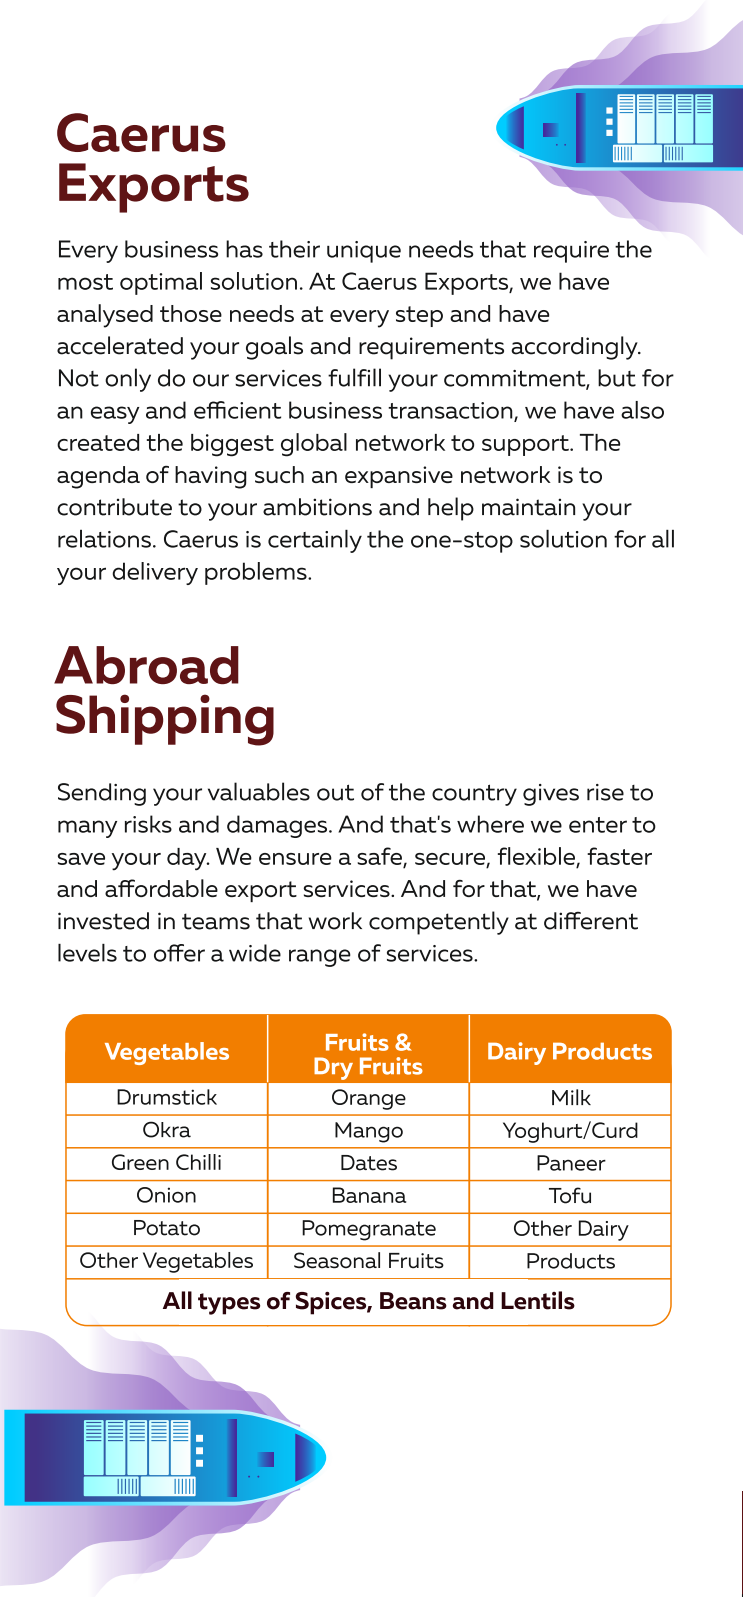 Caerus
Exports
Every business has their unique needs that require the
most optimal solution. At Caerus Exports, we have
analysed those needs at every step and have
accelerated your goals and requirements accordingly.
Not only do our services fulfill your commitment, but for
an easy and efficient business transaction, we have also
created the biggest global network to support. The
agenda of having such an expansive network is to
contribute to your ambitions and help maintain your
relations. Caerus is certainly the one-stop solution for all
your delivery problems.
Abroad
Shipping
Sending your valuables out of the country gives rise to
many risks and damages. And that's where we enter to
save your day. We ensure a safe, secure, flexible, faster
and affordable export services. And for that, we have
invested in teams that work competently at different
levels to offer a wide range of services.
Vegetables Fruits & Dairy Products
Dry Fruits
Drumstick Orange Milk
Okra Mango Yoghurt/Curd
Green Chilli Dates Paneer
Onion Banana Tofu
Potato Pomegranate Other Dairy
Other Vegetables Seasonal Fruits Products
All types of Spices, Beans and Lentils